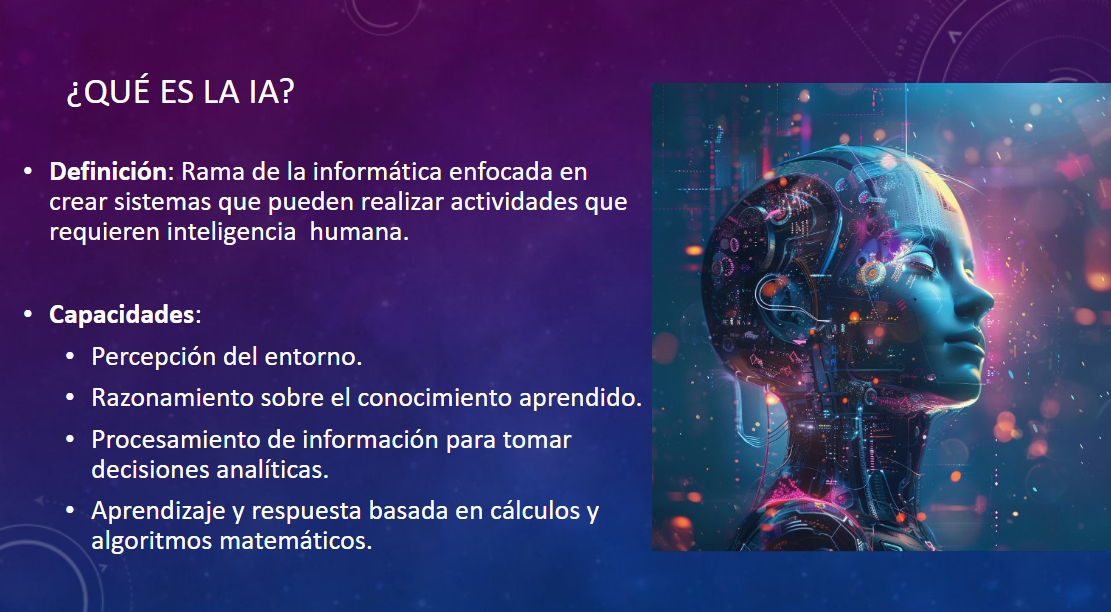 ¿QUÉ ES LA IA?
• Definición: Rama de la informática enfocada en
crear sistemas que pueden realizar actividades que
requieren inteligencia  humana.
• Capacidades:
• Percepción del entorno.
• Razonamiento sobre el conocimiento aprendido.
• Procesamiento de información para tomar
decisiones analíticas.
• Aprendizaje y respuesta basada en cálculos y
algoritmos matemáticos.